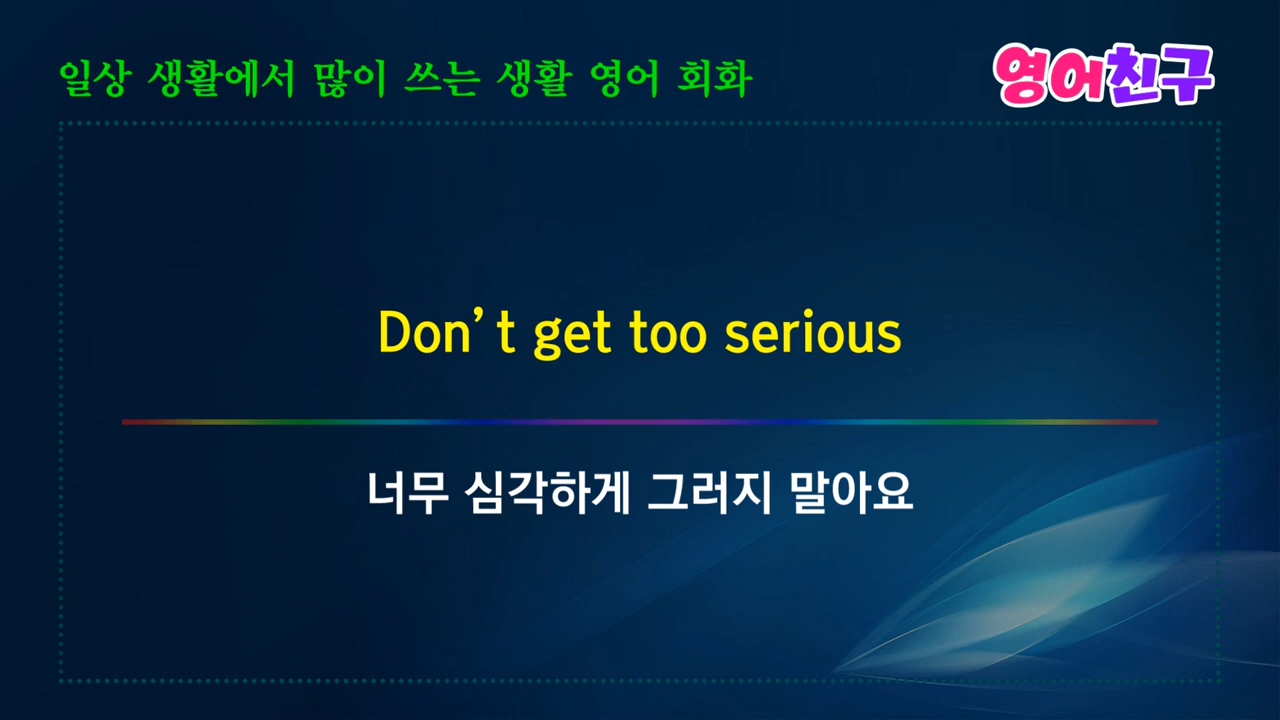 일상 생활에서 많이 쓰는 생활 영어 회화
영어친구
Don't get too serious
너무 심각하게 그러지 말아요